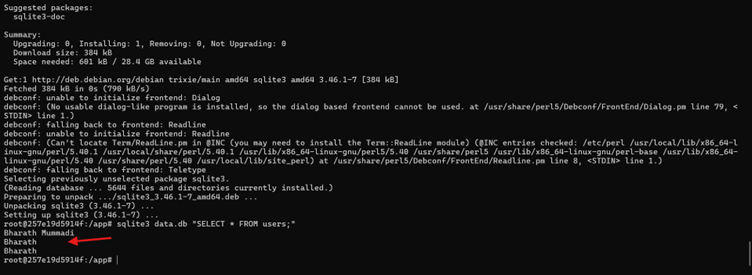 Suggested packages:
sqlite3-doc
Summary:
Upgrading: 0, Installing: 1, Removing: 0, Not Upgrading: 0
Download size: 384 kB
Space needed: 601 kB / 28.4 GB available
Get:1 http://deb.debian.org/debian trixie/main amd64 sqlite3 amd64 3.46.1-7 [384 kB]
Fetched 384 kB in 0s (790 kB/s)
debconf: unable to initialize frontend: Dialog
debconf: (No usable dialog-like program is installed, so the dialog based frontend cannot be used. at /usr/share/perl5/Debconf/FrontEnd/Dialog.pm line 79, <
STDIN> line 1.)
debconf: falling back to frontend: Readline
debconf: unable to initialize frontend: Readline
debconf: (Can't locate Term/ReadLine.pm in @INC (you may need to install the Term::ReadLine module) (@INC entries checked: /etc/perl /usr/local/lib/x86_64-l
inux-gnu/perl/5.40.1 /usr/local/share/perl/5.40.1 /usr/lib/x86_64-linux-gnu/perl5/5.40 /usr/share/perl5 /usr/lib/x86_64-linux-gnu/perl-base /usr/lib/x86_64-
linux-gnu/perl/5.40 /usr/share/perl/5.40 /usr/local/lib/site_perl) at /usr/share/perl5/Debconf/FrontEnd/Readline.pm line 8, <STDIN> line 1.)
debconf: falling back to frontend: Teletype
Selecting previously unselected package sqlite3.
(Reading database ... 5644 files and directories currently installed.)
Preparing to unpack .../sqlite3_3.46.1-7_amd64.deb ...
Unpacking sqlite3 (3.46.1-7) ...
Setting up sqlite3 (3.46.1-7) ...
root@257e19d5914f:/app# sqlite3 data.db "SELECT * FROM users;"
Bharath Mummadi
Bharath
Bharath
root@257e19d5914f:/app#